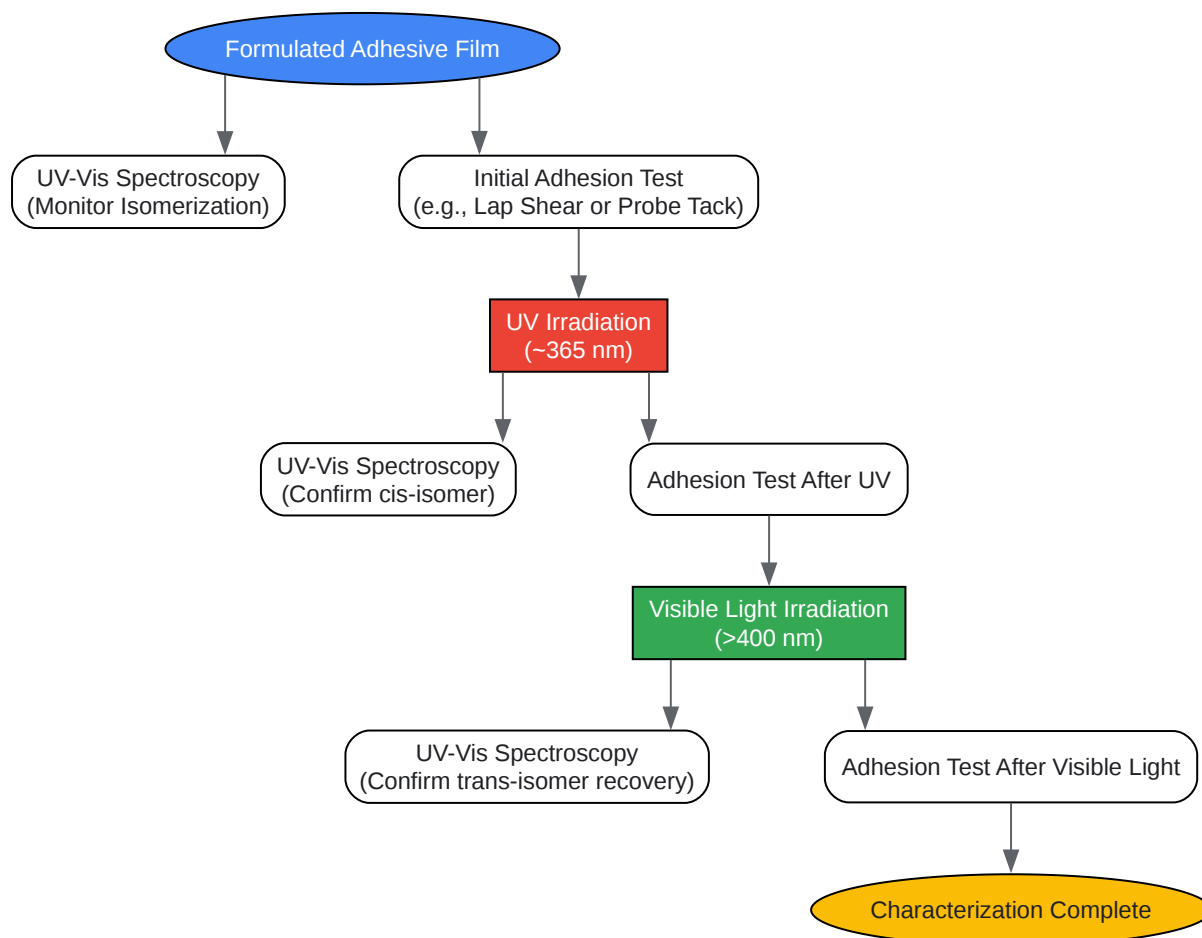 Formulated Adhesive Film
UV-Vis Spectroscopy
(Monitor Isomerization)
Initial Adhesion Test
(e.g., Lap Shear or Probe Tack)
UV Irradiation
(~365 nm)
UV-Vis Spectroscopy
(Confirm cis-isomer)
Adhesion Test After UV
Visible Light Irradiation
(>400 nm)
UV-Vis Spectroscopy
(Confirm trans-isomer recovery)
Adhesion Test After Visible Light
Characterization Complete